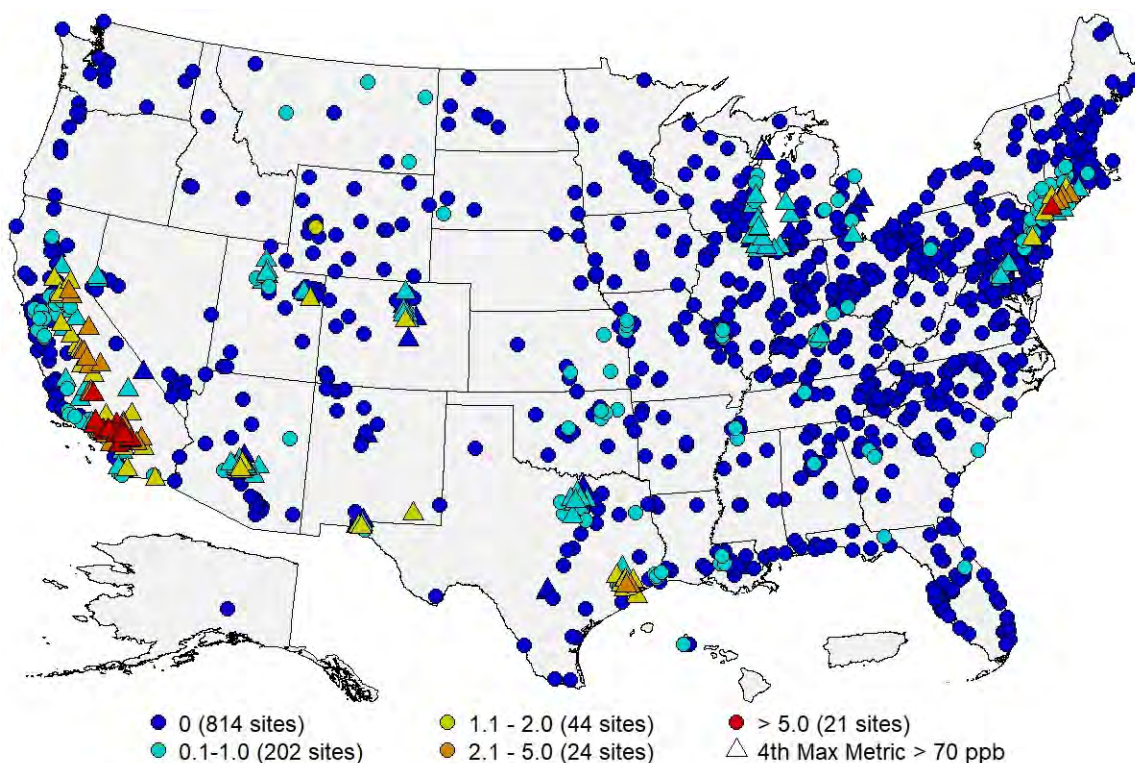 0 (814 sites)
1.1 - 2.0 (44 sites)
> 5.0 (21 sites)
0.1-1.0 (202 sites)
2.1 - 5.0 (24 sites)
4th Max Metric > 70 ppb